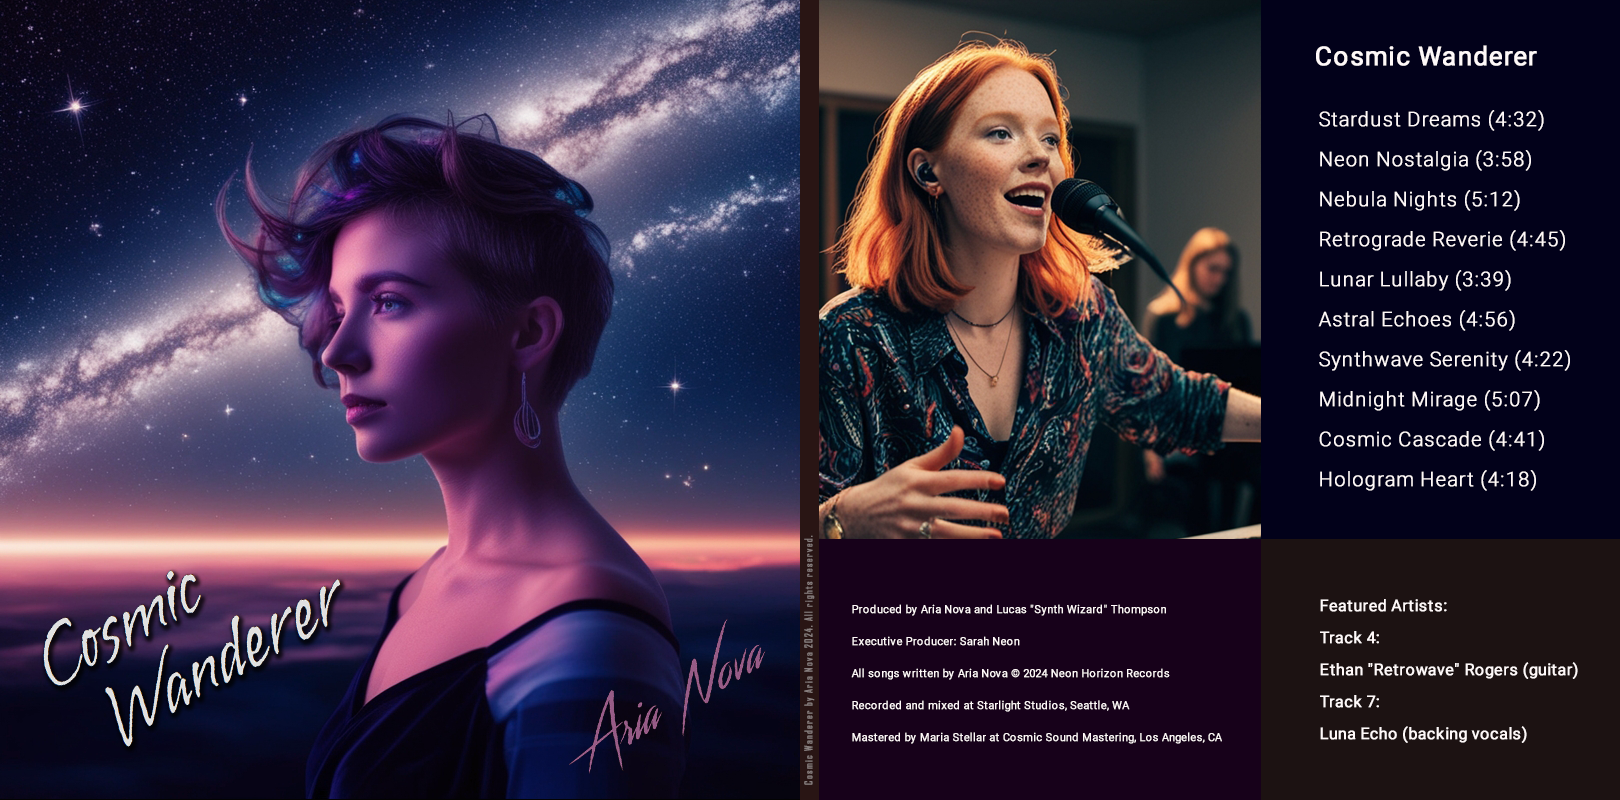 Cosmic
Wanderer
Aria Nova
Cosmic Wanderer by Aria Nova 2024. All rights reserved.
Produced by Aria Nova and Lucas "Synth Wizard" Thompson
Executive Producer: Sarah Neon
All songs written by Aria Nova © 2024 Neon Horizon Records
Recorded and mixed at Starlight Studios, Seattle, WA
Mastered by Maria Stellar at Cosmic Sound Mastering, Los Angeles, CA
Cosmic Wanderer
Stardust Dreams (4:32)
Neon Nostalgia (3:58)
Nebula Nights (5:12)
Retrograde Reverie (4:45)
Lunar Lullaby (3:39)
Astral Echoes (4:56)
Synthwave Serenity (4:22)
Midnight Mirage (5:07)
Cosmic Cascade (4:41)
Hologram Heart (4:18)
Featured Artists:
Track 4:
Ethan "Retrowave" Rogers (guitar)
Track 7:
Luna Echo (backing vocals)